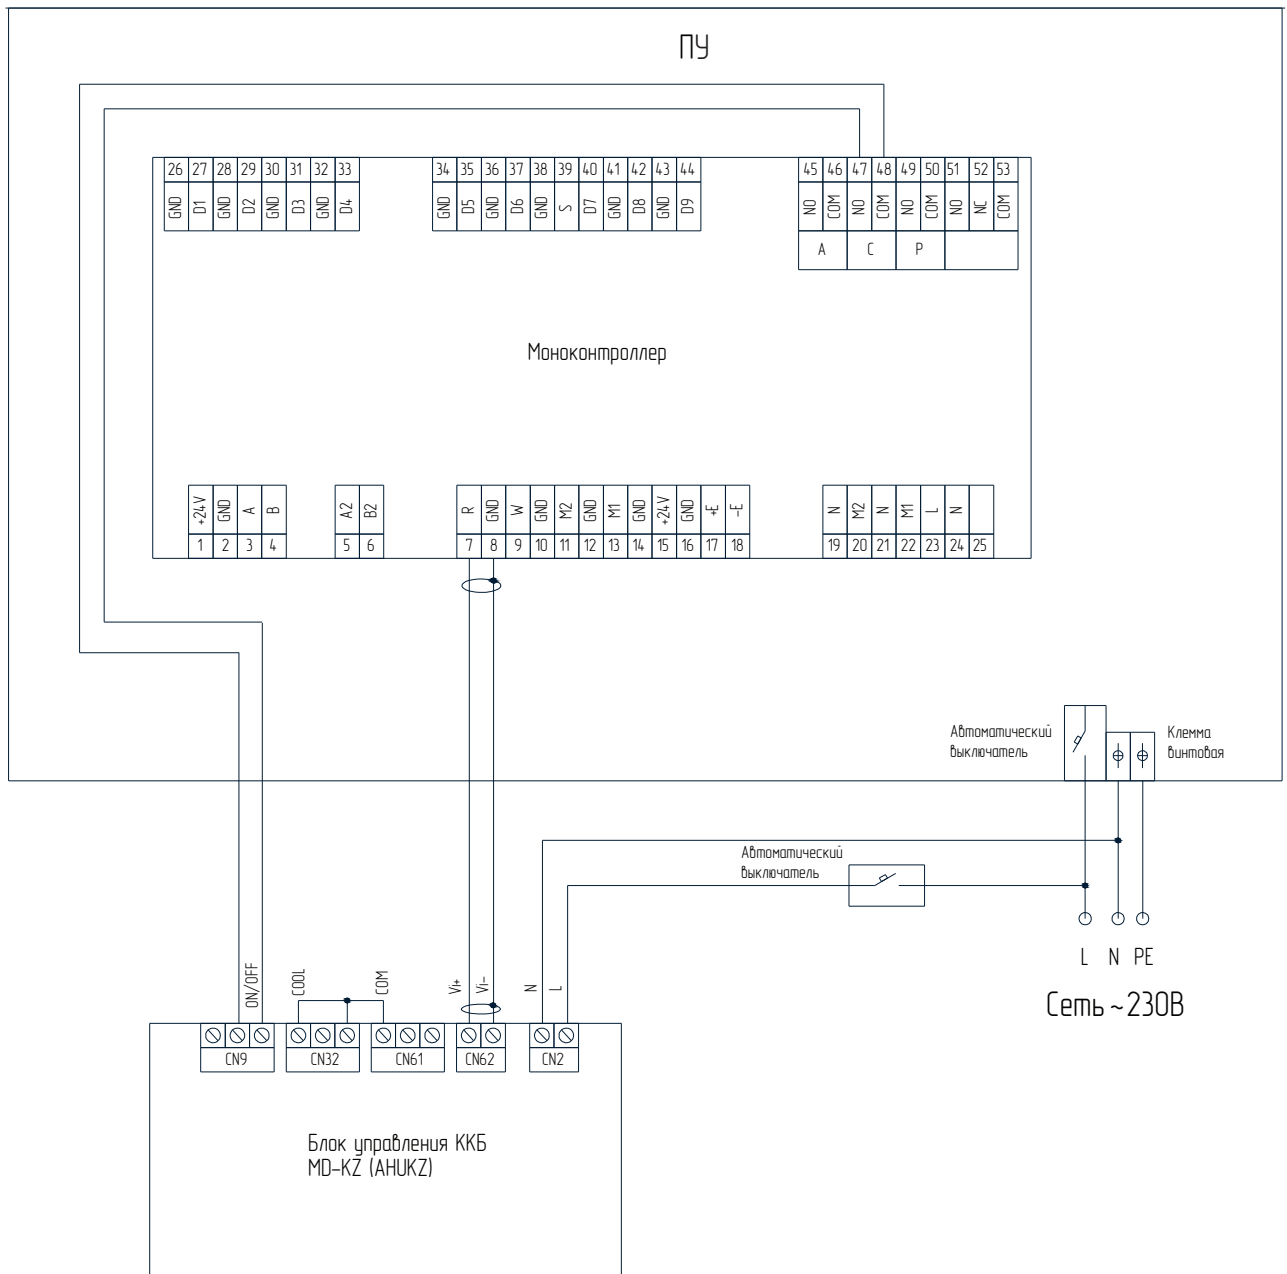 ПУ
26 27 28 29 30 31 32 33
GND D1 GND D2 GND D3 GND D4
34 35 36 37 38 39 40 41 42 43 44
GND D5 GND D6 GND S D7 GND D8 GND D9
45 46 47 48 49 50 51 52 53
NO COM NO COM NO COM NO NC COM
A C P
Моноконтроллер
+24V GND A B
1 2 3 4
A2 B2
5 6
R GND W GND M2 GND M1 GND +24V GND +E -E
7 8 9 10 11 12 13 14 15 16 17 18
N M2 N M1 L N
19 20 21 22 23 24 25
Автоматический
выключатель
Клемма
винтовая
Автоматический
выключатель
L N PE
Сеть ~230В
ON/OFF
COOL
COM
Vi+
Vi-
N
L
CN9
CN32
CN61
CN62
CN2
Блок управления ККБ
MD-KZ (AHUKZ)